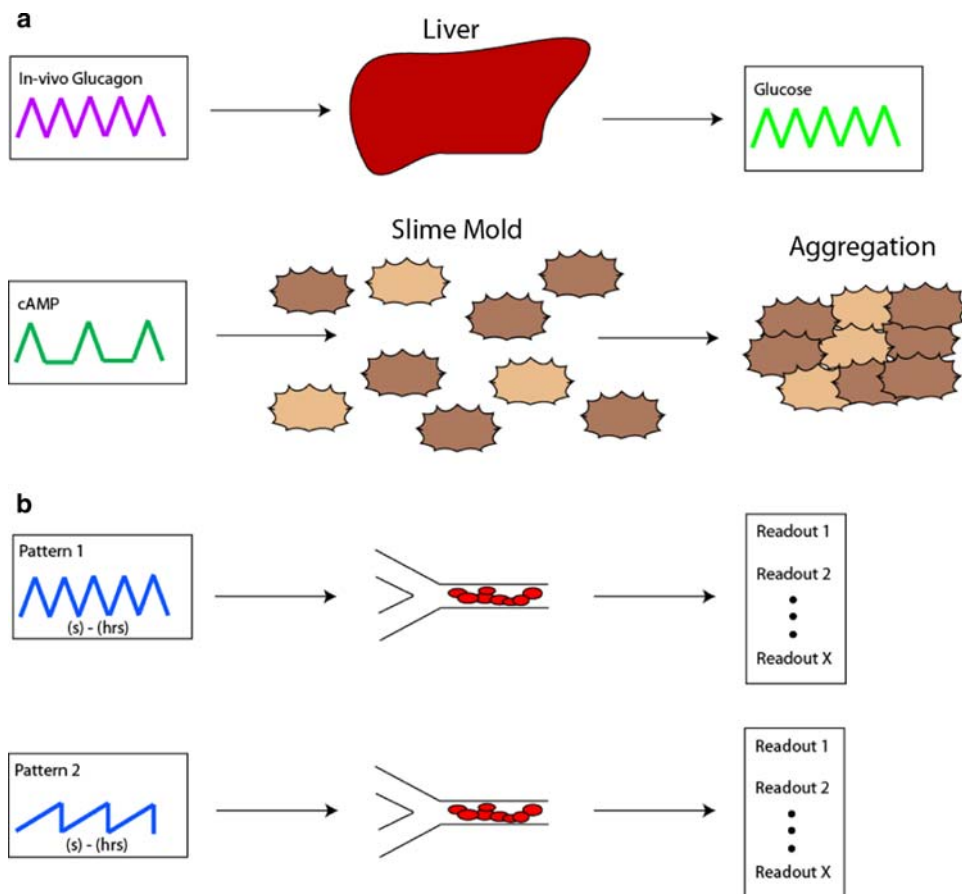 a
Liver
In-vivo Glucagon
Glucose
Slime Mold
Aggregation
cAMP
b
Pattern 1
(s) - (hrs)
Readout 1
Readout 2
Readout X
Pattern 2
(s) - (hrs)
Readout 1
Readout 2
Readout X